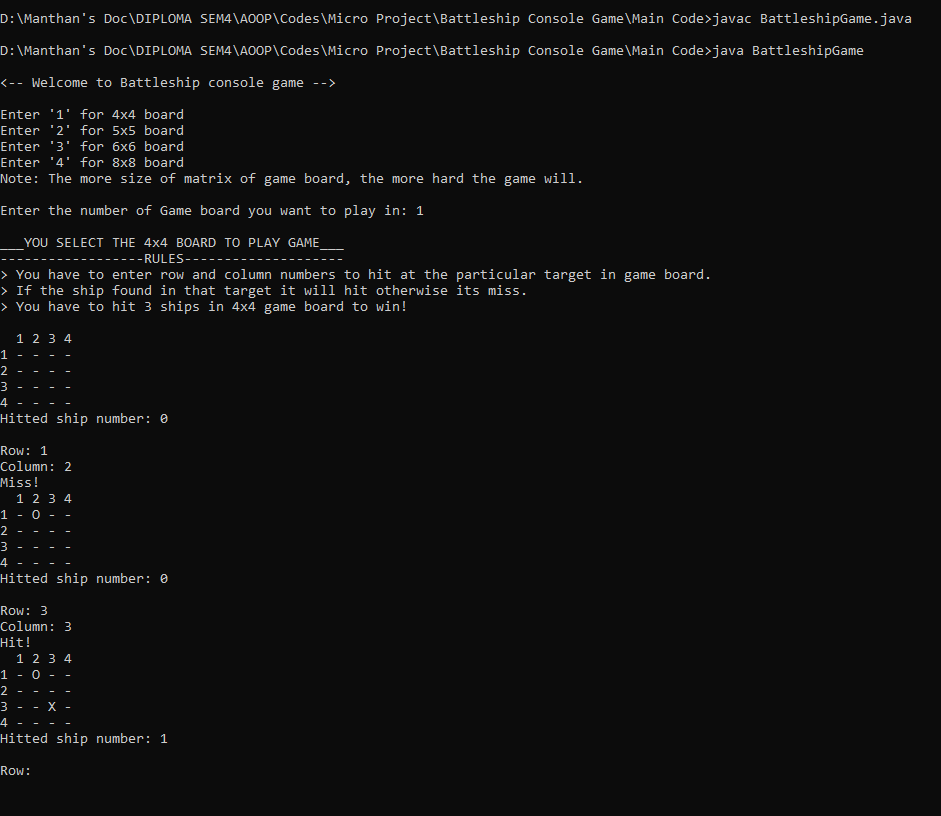 D:\Manthan's Doc\DIPLOMA SEM4\AOOP\Codes\Micro Project\Battleship Console Game\Main Code>javac BattleshipGame.java
D:\Manthan's Doc\DIPLOMA SEM4\AOOP\Codes\Micro Project\Battleship Console Game\Main Code>java BattleshipGame
<-- Welcome to Battleship console game -->
Enter '1' for 4x4 board
Enter '2' for 5x5 board
Enter '3' for 6x6 board
Enter '4' for 8x8 board
Note: The more size of matrix of game board, the more hard the game will.
Enter the number of Game board you want to play in: 1
___YOU SELECT THE 4x4 BOARD TO PLAY GAME___
------------------RULES--------------------
> You have to enter row and column numbers to hit at the particular target in game board.
> If the ship found in that target it will hit otherwise its miss.
> You have to hit 3 ships in 4x4 game board to win!
  1 2 3 4
1 - - - -
2 - - - -
3 - - - -
4 - - - -
Hitted ship number: 0
Row: 1
Column: 2
Miss!
  1 2 3 4
1 - O - -
2 - - - -
3 - - - -
4 - - - -
Hitted ship number: 0
Row: 3
Column: 3
Hit!
  1 2 3 4
1 - O - -
2 - - - -
3 - - X -
4 - - - -
Hitted ship number: 1
Row: